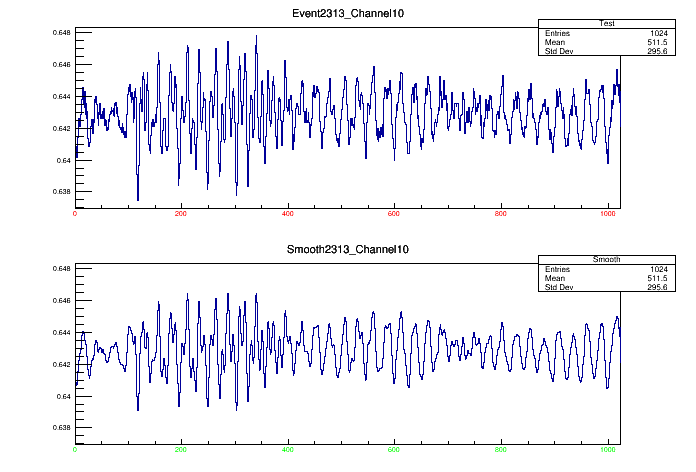 Event2313_Channel10
Test
Entries 1024
Mean 511.5
Std Dev 295.6
0.648
0.646
0.644
0.642
0.64
0.638
0 200 400 600 800 1000
Smooth2313_Channel10
Smooth
Entries 1024
Mean 511.5
Std Dev 295.6
0.648
0.646
0.644
0.642
0.64
0.638
0 200 400 600 800 1000